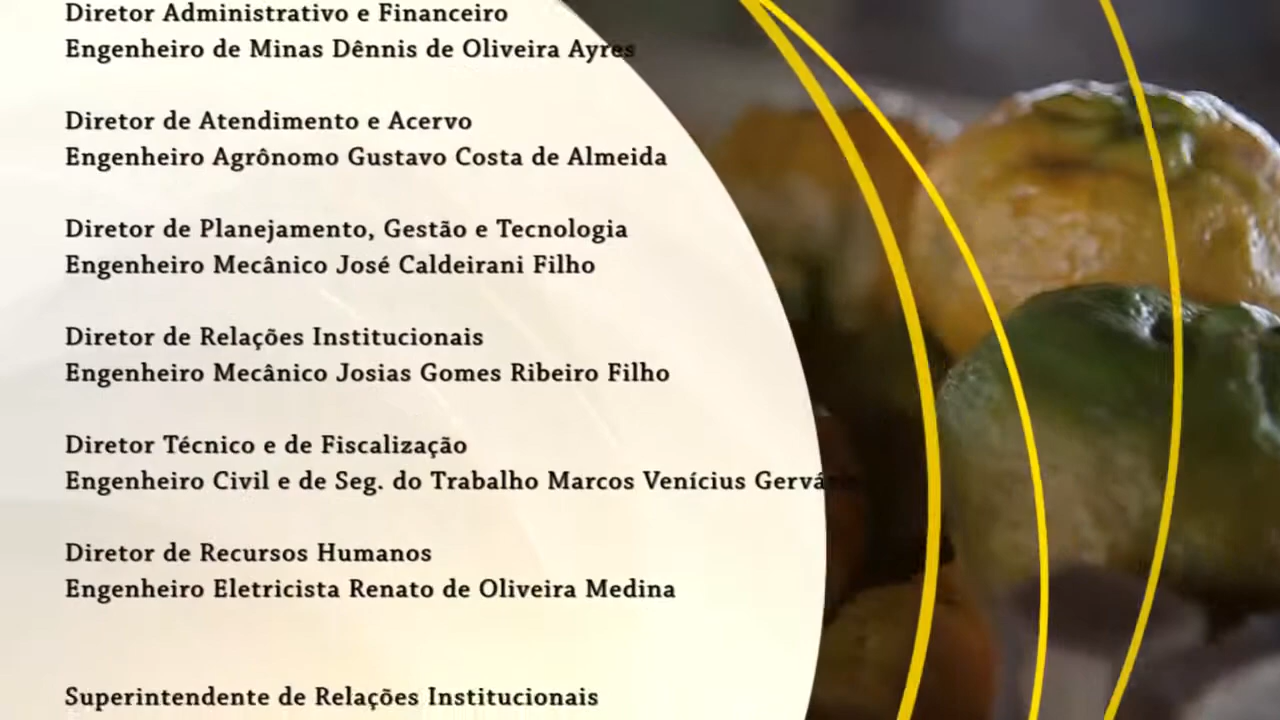 Diretor Administrativo e Financeiro
Engenheiro de Minas Dênnis de Oliveira Ayres
Diretor de Atendimento e Acervo
Engenheiro Agrônomo Gustavo Costa de Almeida
Diretor de Planejamento, Gestão e Tecnologia
Engenheiro Mecânico José Caldeirani Filho
Diretor de Relações Institucionais
Engenheiro Mecânico Josias Gomes Ribeiro Filho
Diretor Técnico e de Fiscalização
Engenheiro Civil e de Seg. do Trabalho Marcos Venícius
Diretor de Recursos Humanos
Engenheiro Eletricista Renato de Oliveira Medina
Superintendente de Relações Institucionais